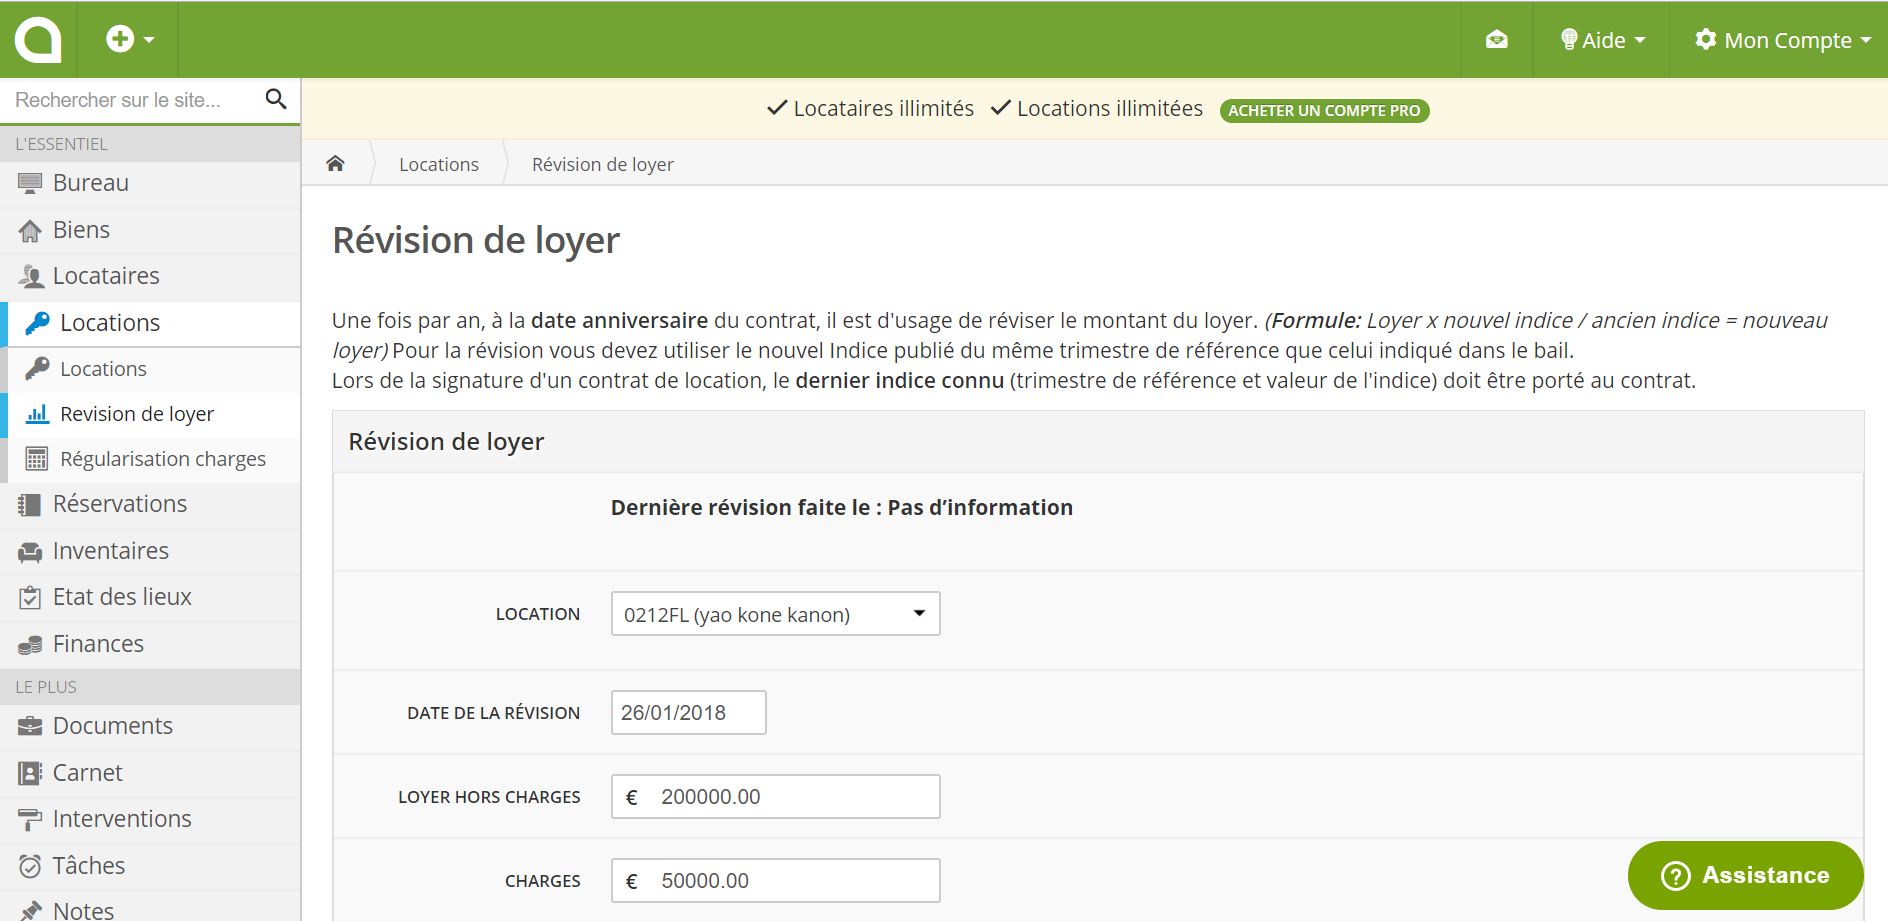 Aide
Mon Compte
Rechercher sur le site...
Locataires illimités Locations illimitées ACHETER UN COMPTE PRO
L'ESSENTIEL
Bureau
Biens
Locataires
Locations
Locations
Revision de loyer
Régularisation charges
Réservations
Inventaires
Etat des lieux
Finances
LE PLUS
Documents
Carnet
Interventions
Tâches
Notes
Locations Révision de loyer
Révision de loyer
Une fois par an, à la date anniversaire du contrat, il est d'usage de réviser le montant du loyer. (Formule: Loyer x nouvel indice / ancien indice = nouveau
loyer) Pour la révision vous devez utiliser le nouvel Indice publié du même trimestre de référence que celui indiqué dans le bail.
Lors de la signature d'un contrat de location, le dernier indice connu (trimestre de référence et valeur de l'indice) doit être porté au contrat.
Révision de loyer
Dernière révision faite le : Pas d’information
LOCATION 0212FL (yao kone kanon)
DATE DE LA RÉVISION 26/01/2018
LOYER HORS CHARGES € 200000.00
CHARGES € 50000.00
Assistance